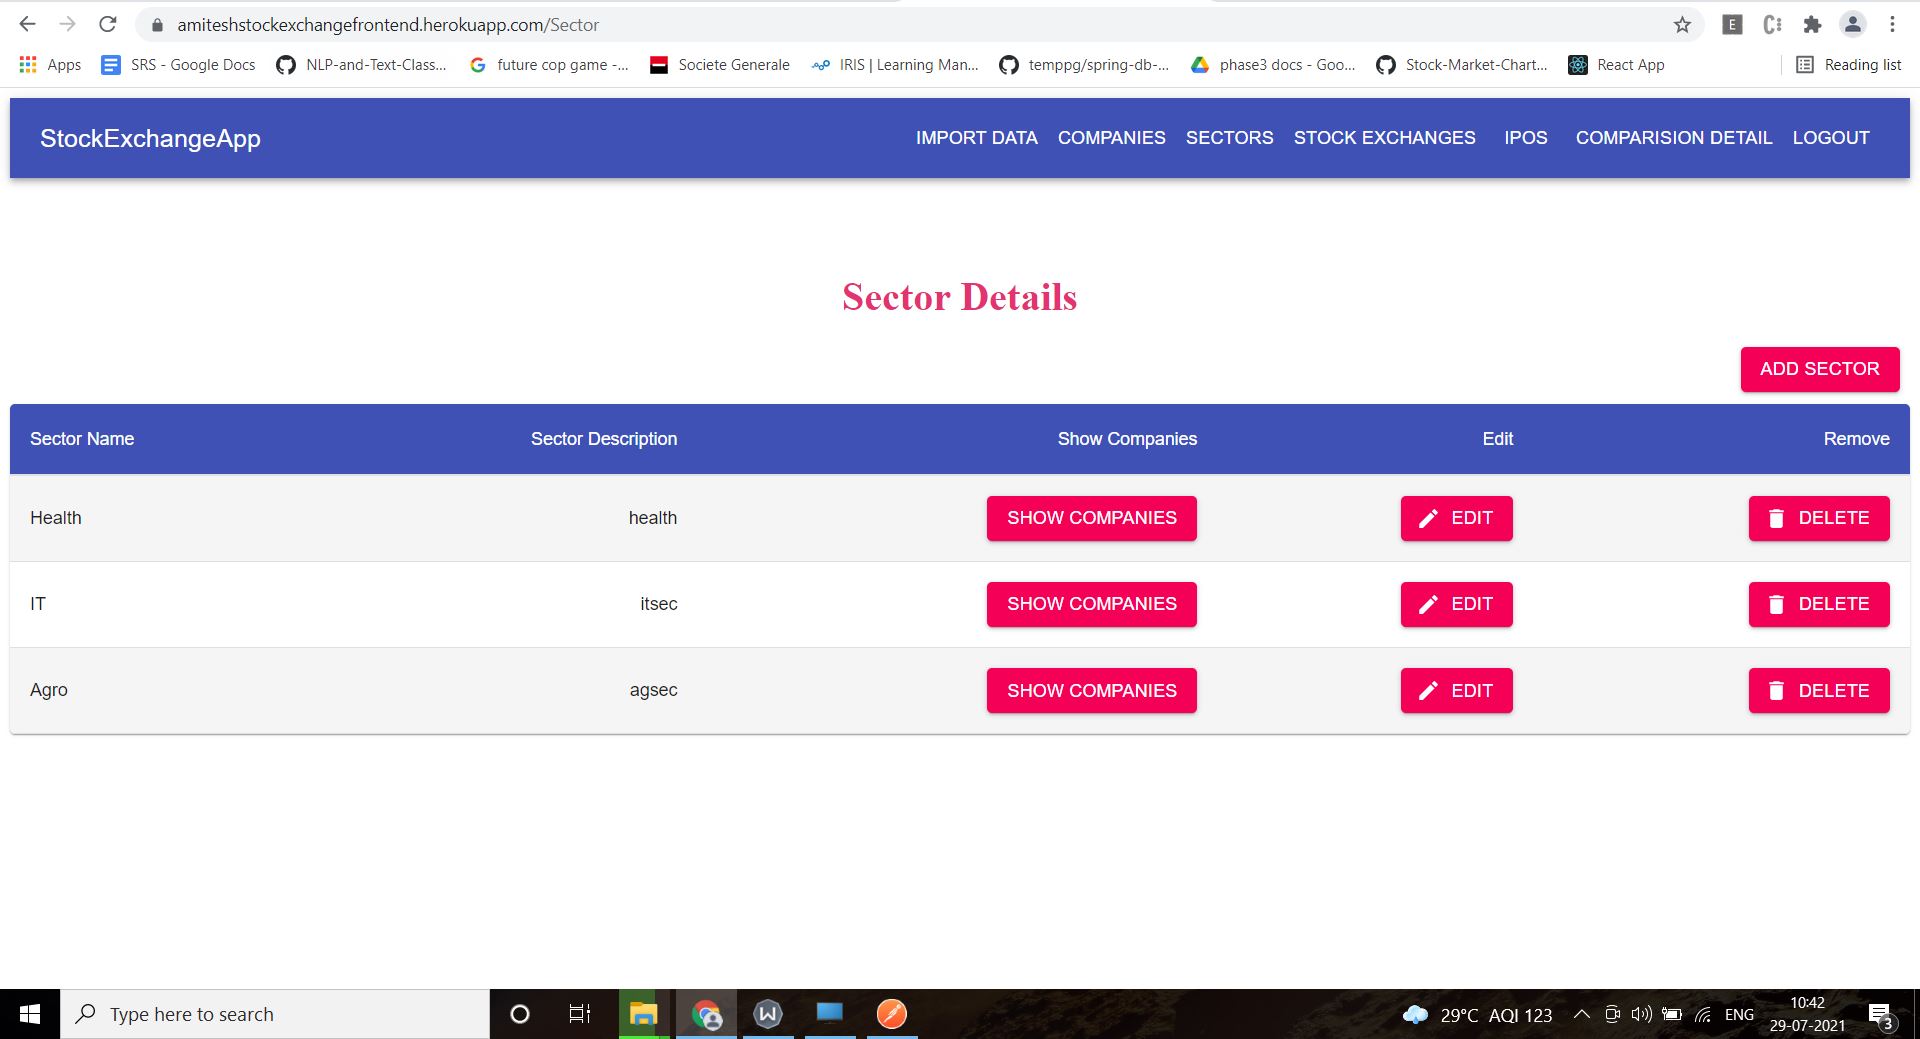 amiteshstockexchangefrontend.herokuapp.com/Sector
E
Apps SRS - Google Docs NLP-and-Text-Class... future cop game -... Societe Generale IRIS | Learning Man... temppg/spring-db-... phase3 docs - Goo... Stock-Market-Chart... React App Reading list
StockExchangeApp IMPORT DATA COMPANIES SECTORS STOCK EXCHANGES IPOS COMPARISION DETAIL LOGOUT
Sector Details
ADD SECTOR
Sector Name Sector Description Show Companies Edit Remove
Health health SHOW COMPANIES EDIT DELETE
IT itsec SHOW COMPANIES EDIT DELETE
Agro agsec SHOW COMPANIES EDIT DELETE
Type here to search 29°C AQI 123 ENG 10:42
29-07-2021 3